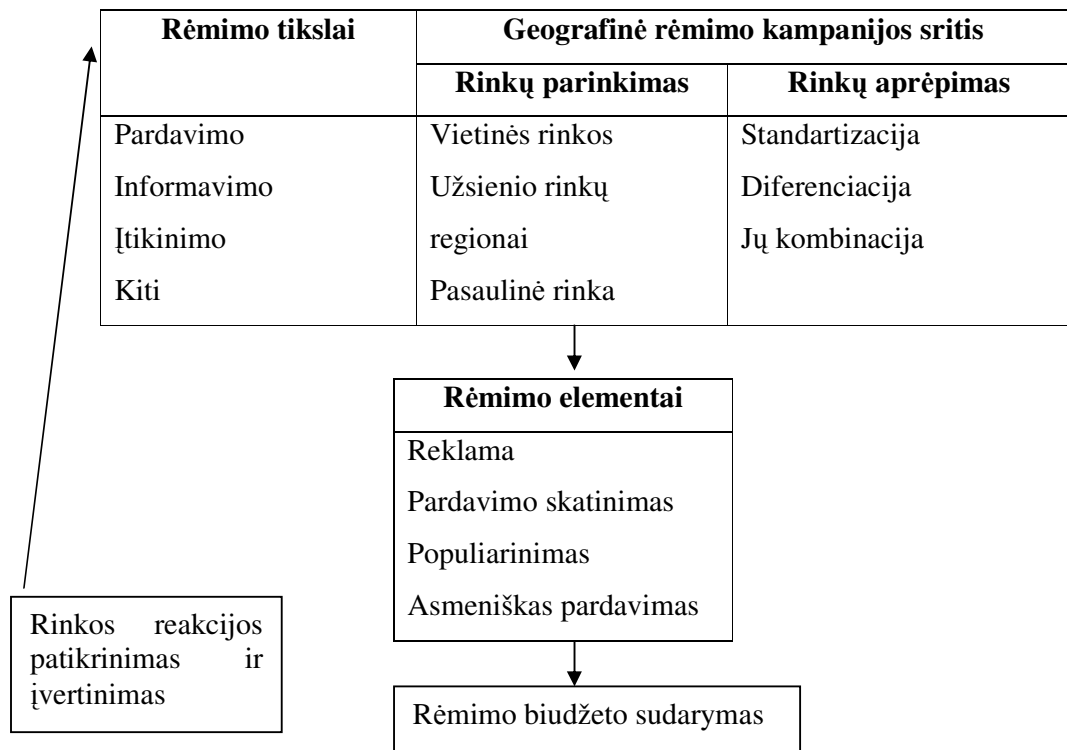 Rėmimo tikslai
Geografinė rėmimo kampanijos sritis
Rinkų parinkimas
Rinkų aprėpimas
Pardavimo
Informavimo
Įtikinimo
Kiti
Vietinės rinkos
Užsienio rinkų
regionai
Pasaulinė rinka
Standartizacija
Diferenciacija
Jų kombinacija
Rėmimo elementai
Reklama
Pardavimo skatinimas
Populiarinimas
Asmeniškas pardavimas
Rinkos reakcijos
patikrinimas ir
įvertinimas
Rėmimo biudžeto sudarymas